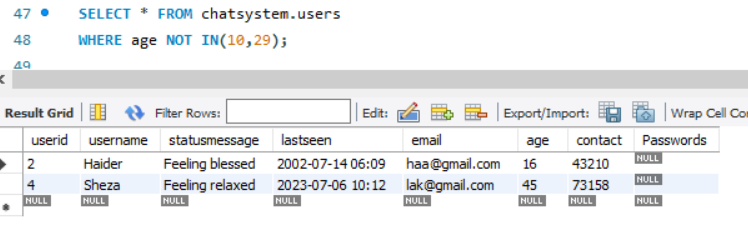 47 SELECT * FROM chatsystem.users
48 WHERE age NOT IN(10,29);
49
Result Grid Filter Rows: Edit: Export/Import: Wrap Cell Co
userid username statusmessage lastseen email age contact Passwords
2 Haider Feeling blessed 2002-07-14 06:09 haa@gmail.com 16 43210 NULL
4 Sheza Feeling relaxed 2023-07-06 10:12 lak@gmail.com 45 73158 NULL
NULL NULL NULL NULL NULL NULL NULL NULL